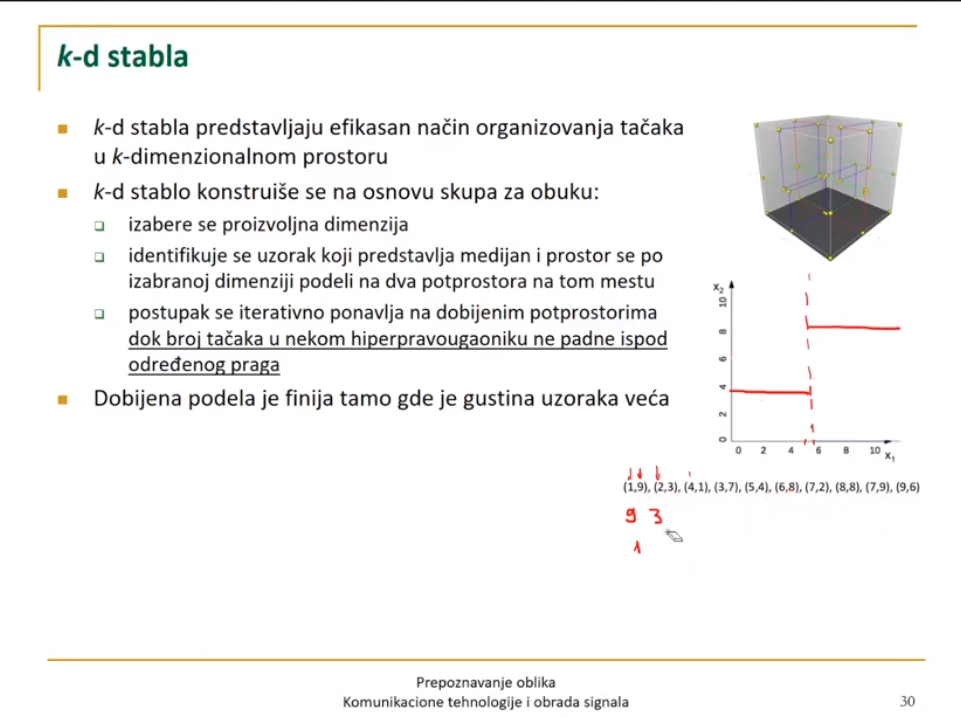 k-d stabla
k-d stabla predstavljaju efikasan način organizovanja tačaka
u k-dimenzionalnom prostoru
k-d stablo konstruiše se na osnovu skupa za obuku:
izabere se proizvoljna dimenzija
identifikuje se uzorak koji predstavlja medijan i prostor se po
izabranoj dimenziji podeli na dva potprostora na tom mestu
postupak se iterativno ponavlja na dobijenim potprostorima
dok broj tačaka u nekom hiperpravougaoniku ne padne ispod
određenog praga
Dobijena podela je finija tamo gde je gustina uzoraka veća
x₂
10
8
6
4
2
0
0 2 4 6 8 10 x₁
(1,9), (2,3), (4,1), (3,7), (5,4), (6,8), (7,2), (8,8), (7,9), (9,6)
9 3
1
Prepoznavanje oblika
Komunikacione tehnologije i obrada signala
30